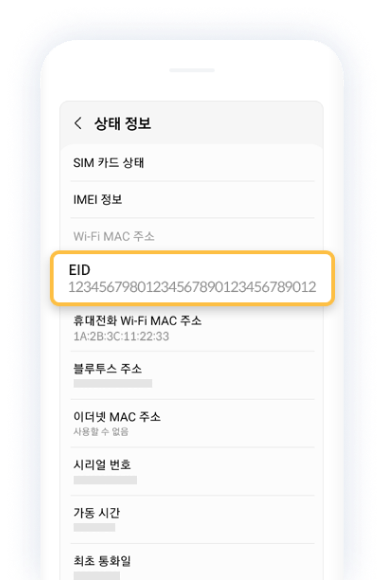 상태 정보
SIM 카드 상태
IMEI 정보
Wi-Fi MAC 주소
EID
12345679801234567890123456789012
휴대전화 Wi-Fi MAC 주소
1A:2B:3C:11:22:33
블루투스 주소
이더넷 MAC 주소
사용할 수 없음
시리얼 번호
가동 시간
최초 통화일